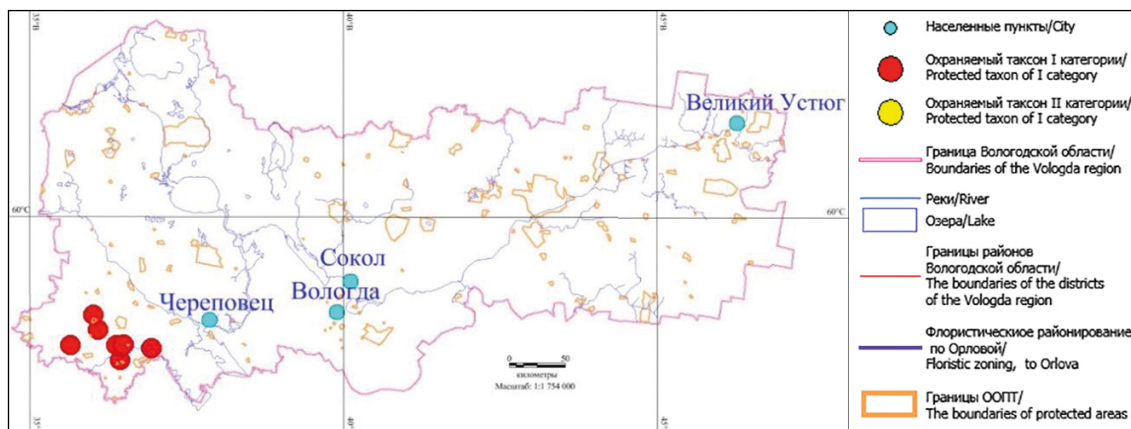 35°В
40°В
45°В
Великий Устюг
60°С
60°С
Сокол
Вологда
Череповец
0 50
километры
Масштаб: 1:1 754 000
35°В
40°В
45°В
Населенные пункты/City
Охраняемый таксон I категории/
Protected taxon of I category
Охраняемый таксон II категории/
Protected taxon of I category
Граница Вологодской области/
Boundaries of the Vologda region
Реки/River
Озера/Lake
Границы районов
Вологодской области/
The boundaries of the districts
of the Vologda region
Флористическиое районирование
по Орловой/
Floristic zoning, to Orlova
Границы ООПТ/
The boundaries of protected areas